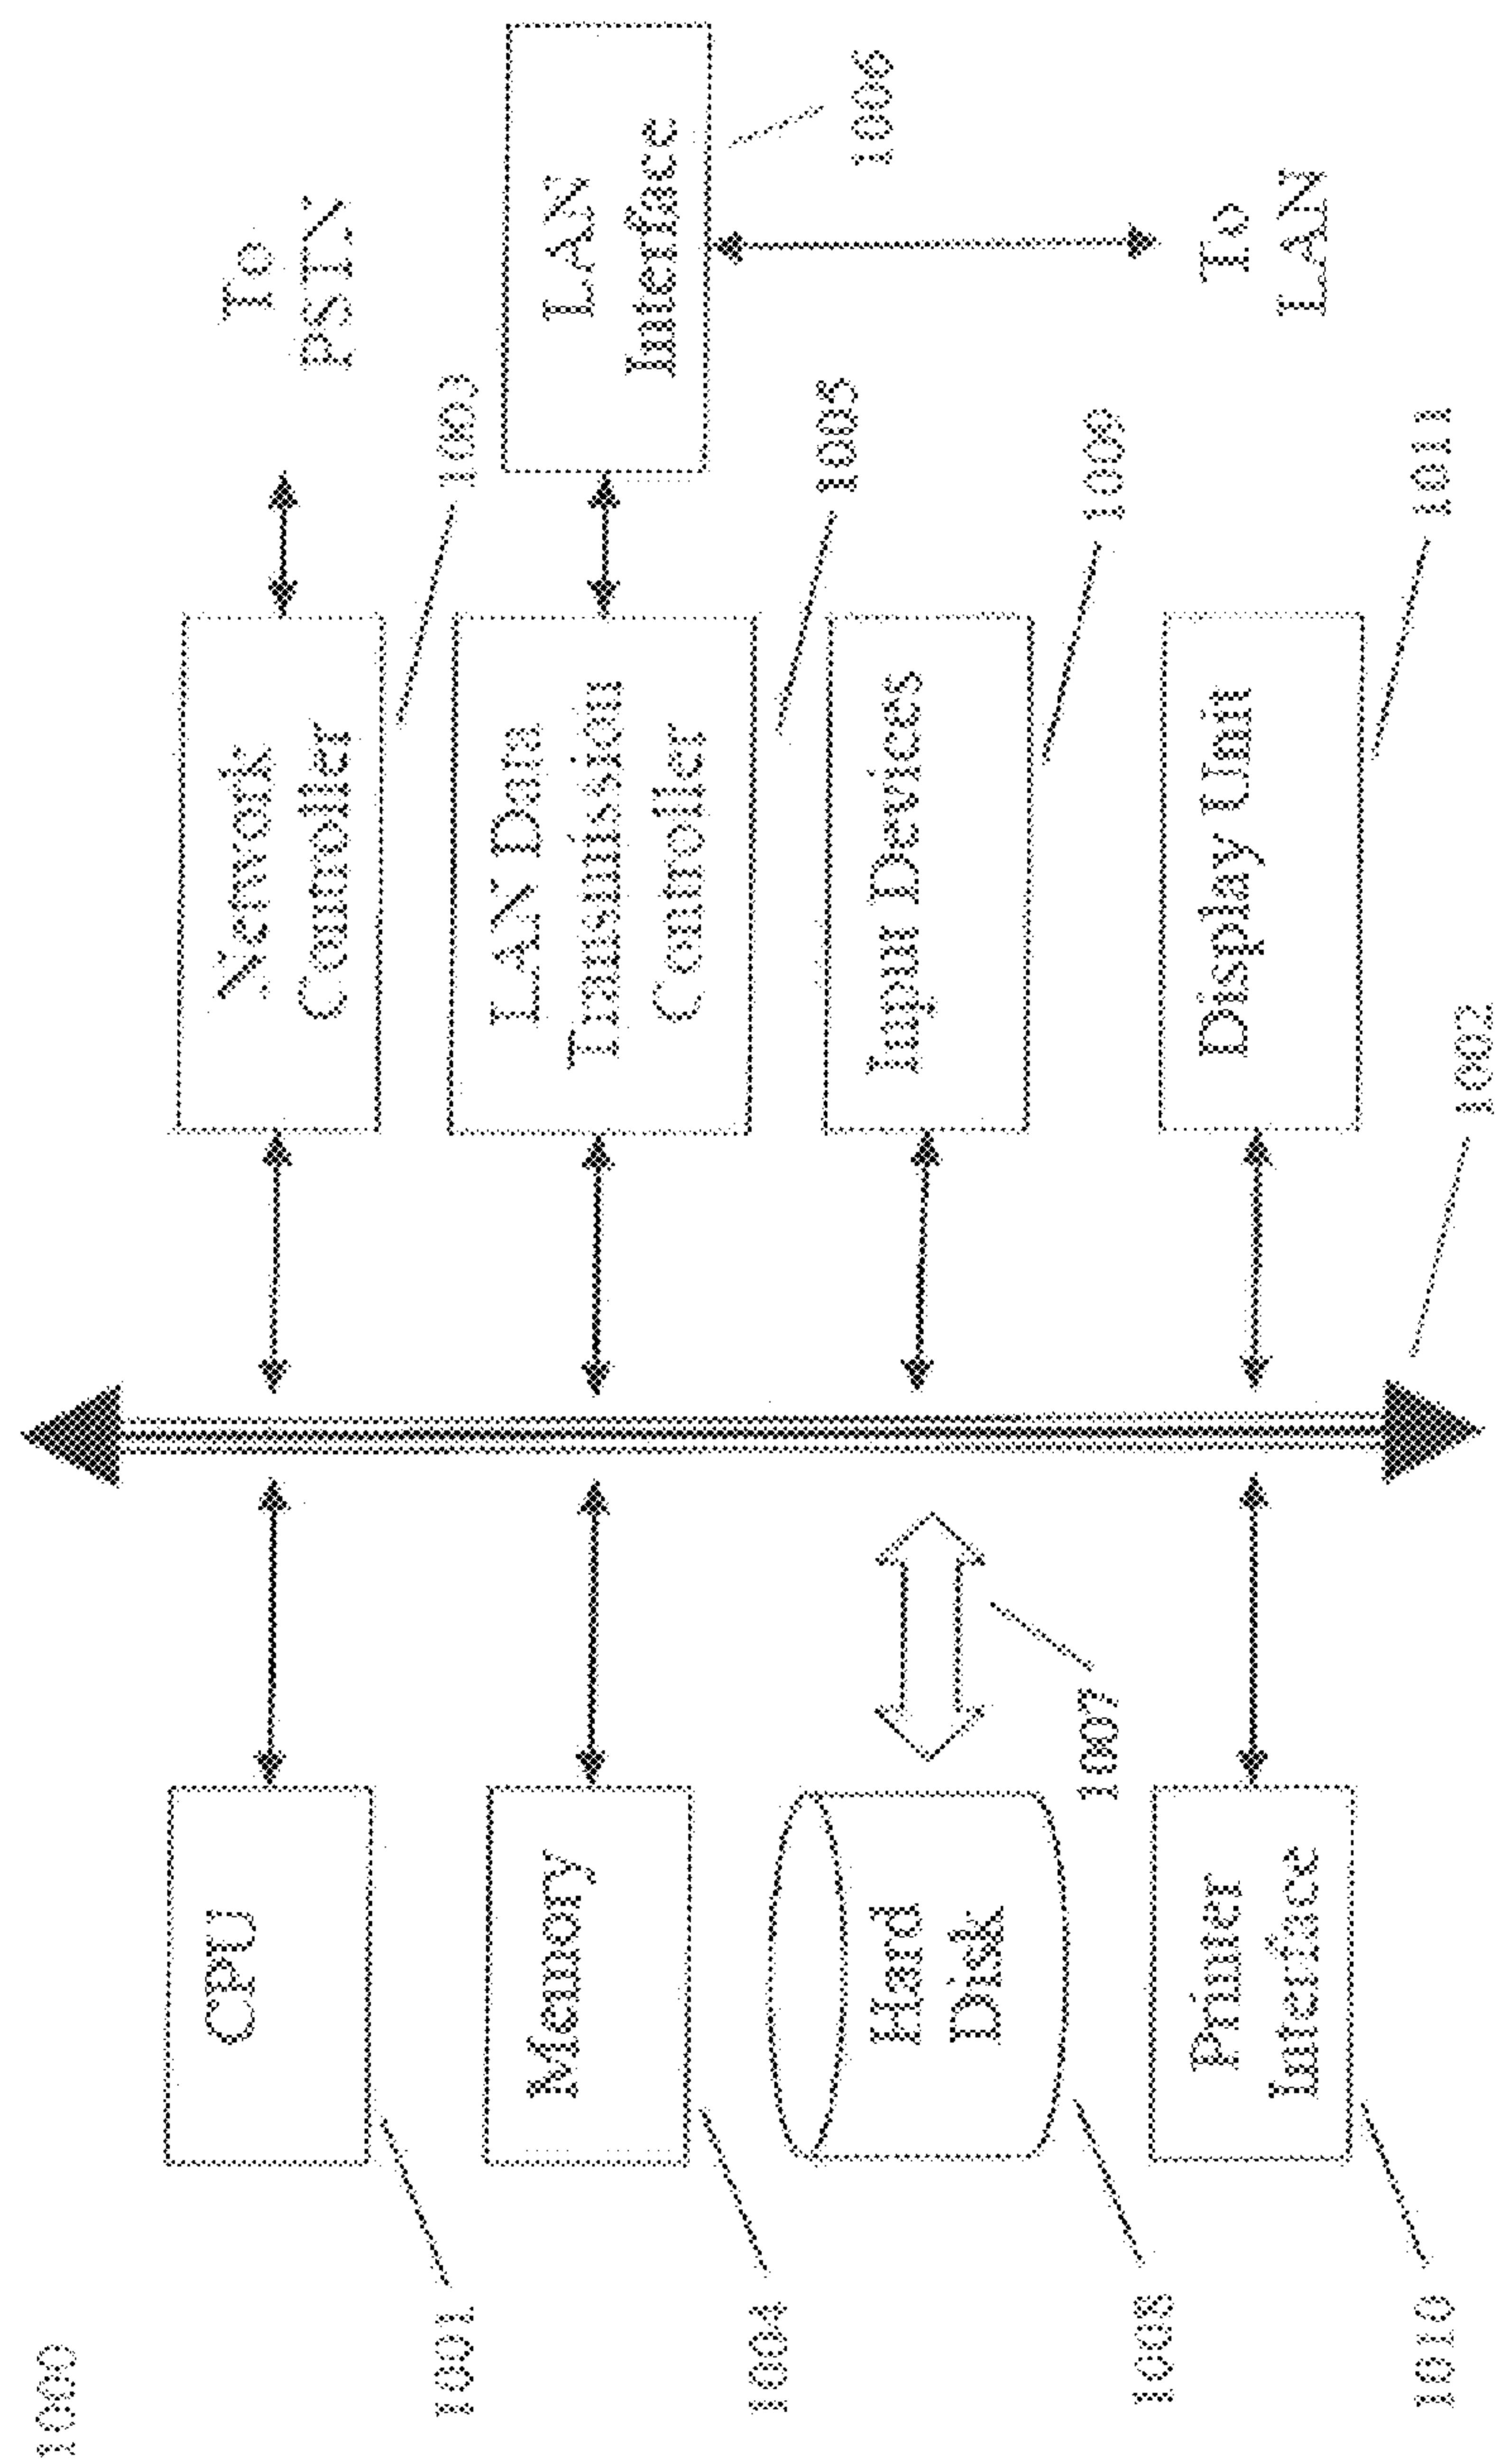 1000
CPU
1001
Memory
1004
Hard
Disk
1008
1007
Printer
Interface
1010
1002
Network
Controller
1003
To
PSTN
LAN Data
Transmission
Controller
1005
LAN
Interface
1006
To
LAN
Input Devices
1009
Display Unit
1011